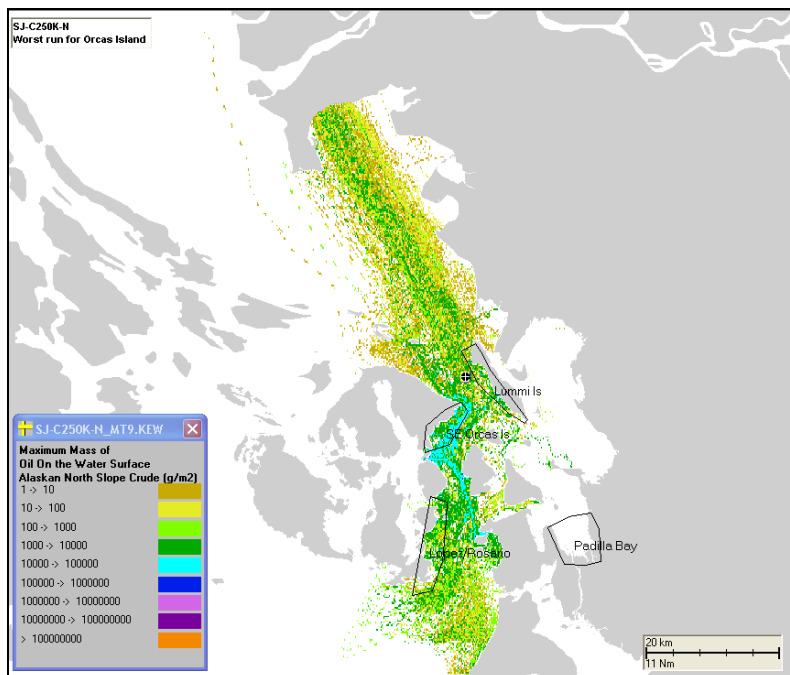 SJ-C250K-N
Worst run for Orcas Island
Lummi Is
SE Orcas Is
Lopez/Rosario
Padilla Bay
SJ-C250K-N_MT9.KEW
Maximum Mass of
Oil On the Water Surface
Alaskan North Slope Crude (g/m2)
1 -> 10
10 -> 100
100 -> 1000
1000 -> 10000
10000 -> 100000
100000 -> 1000000
1000000 -> 10000000
10000000 -> 100000000
> 100000000
20 km
11 Nm